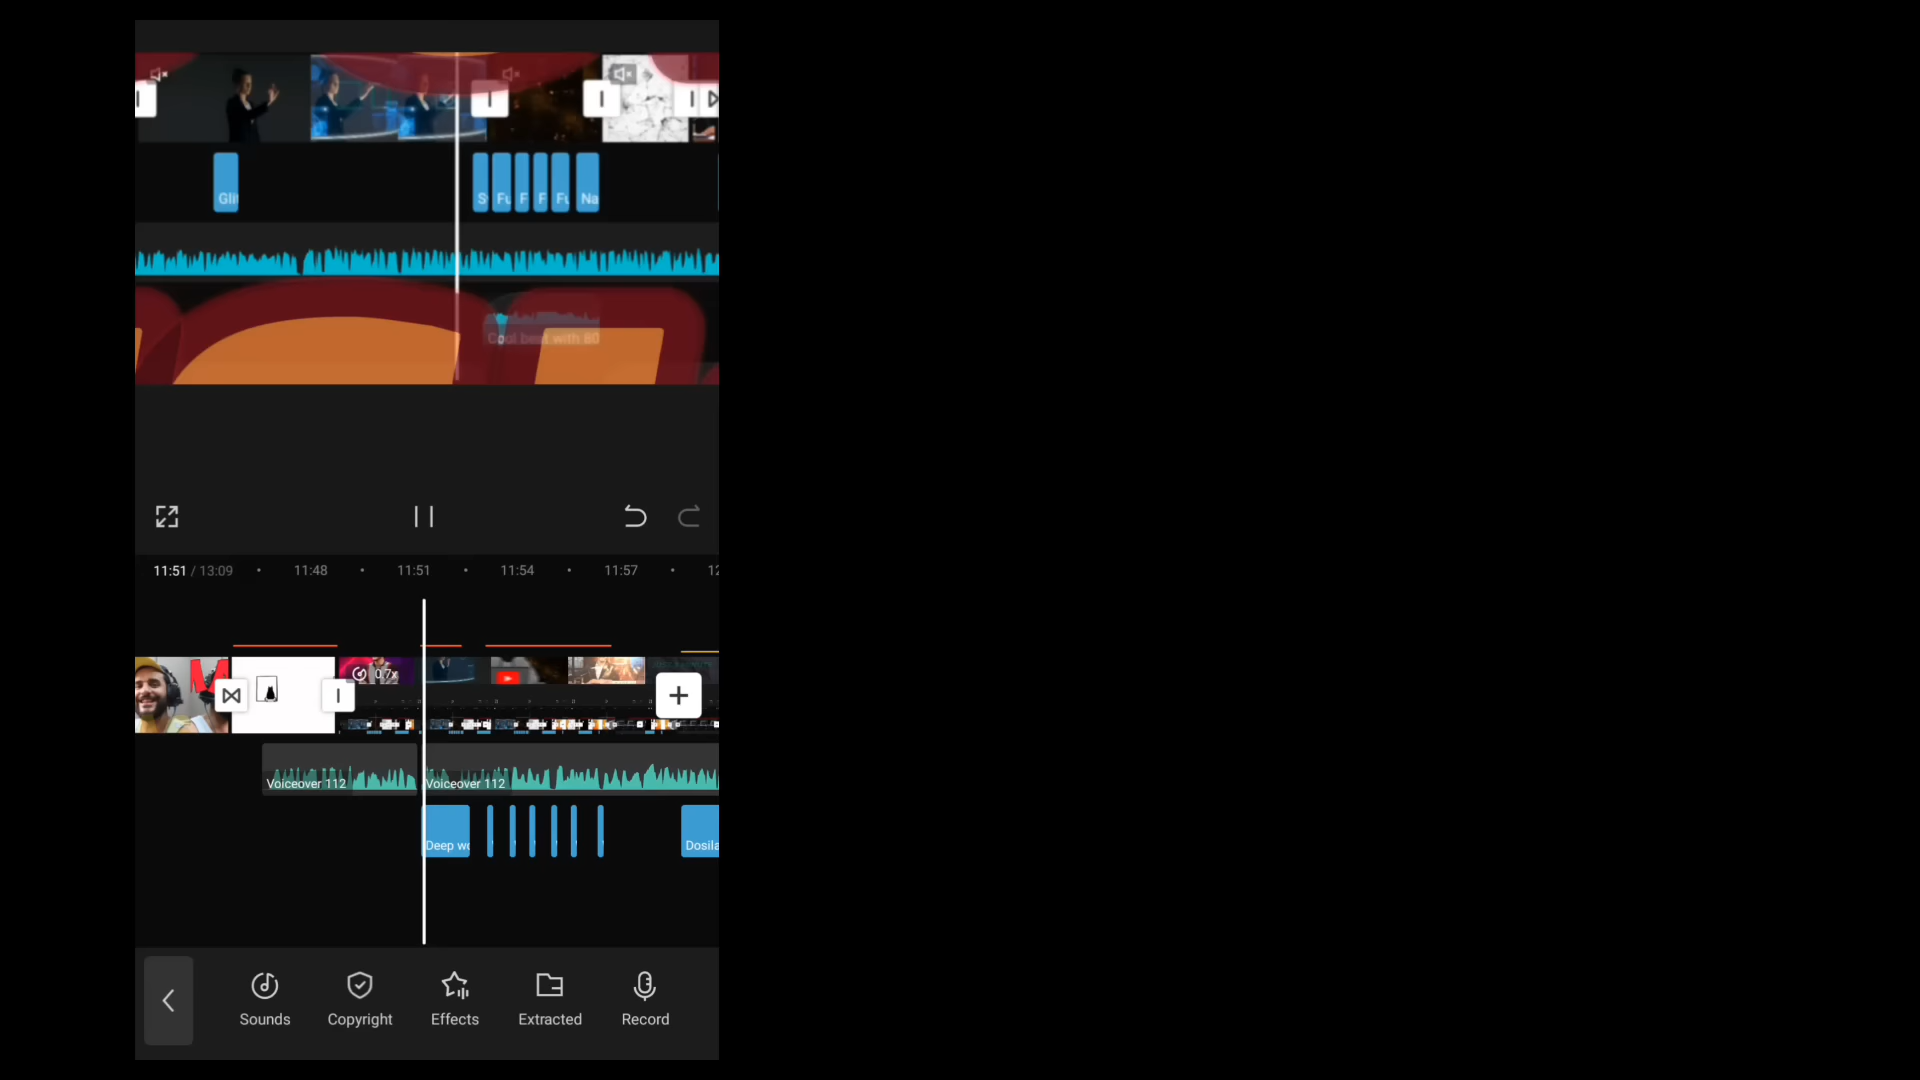 Gli
S
Fu
F
F
Fu
Na
Cool beat with 80
11:51 / 13:09
11:48
11:51
11:54
11:57
12
0.7x
Voiceover 112
Voiceover 112
Deep wo
Dosila
Sounds
Copyright
Effects
Extracted
Record